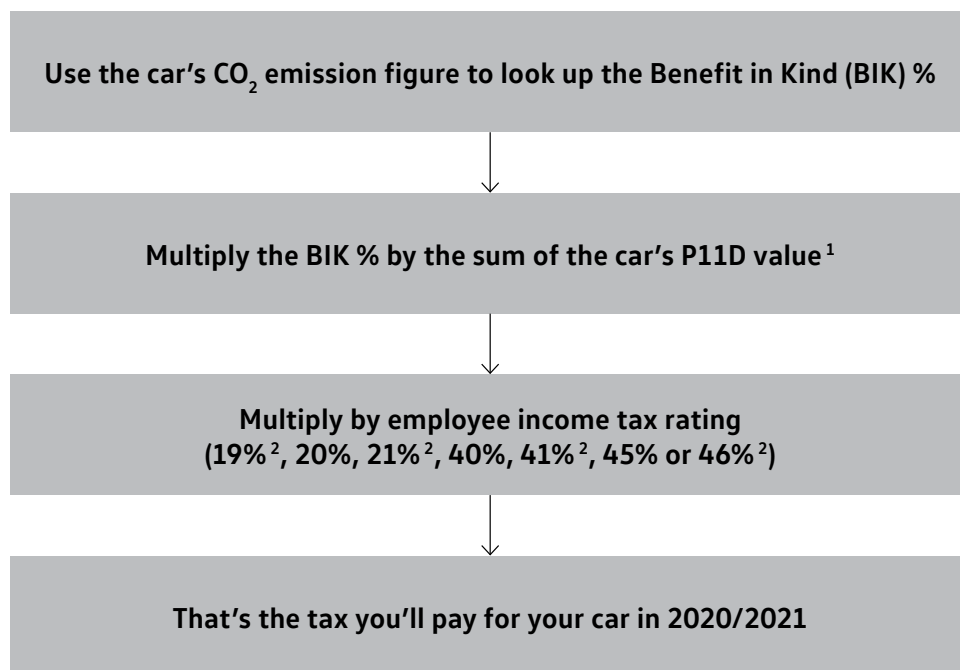 Use the car's CO₂ emission figure to look up the Benefit in Kind (BIK) %
Multiply the BIK % by the sum of the car's P11D value ¹
Multiply by employee income tax rating
(19% ², 20%, 21% ², 40%, 41% ², 45% or 46% ²)
That's the tax you'll pay for your car in 2020/2021